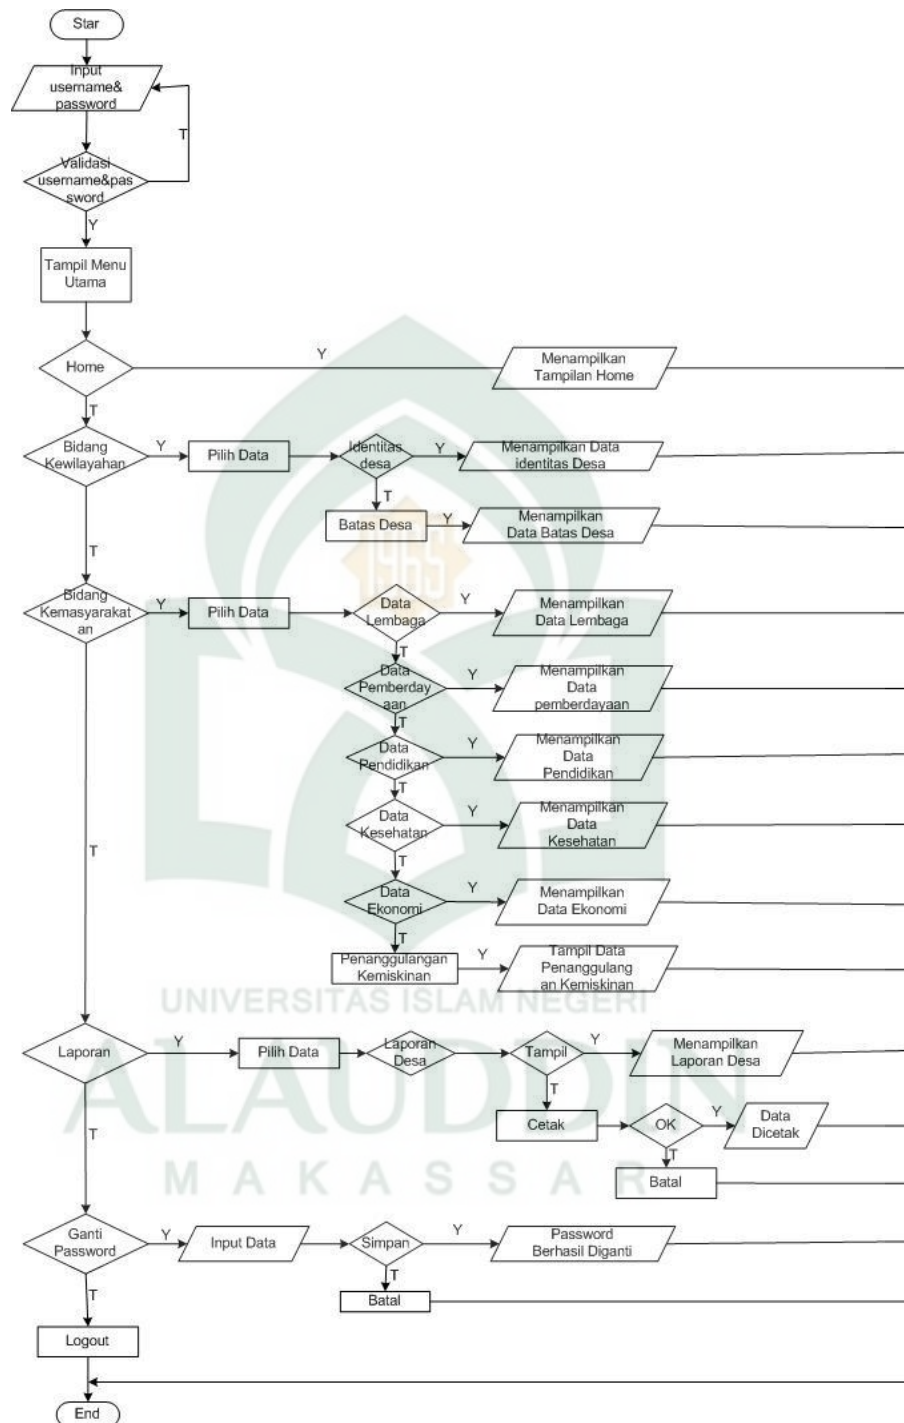 Star
Input
username&
password
T
Validasi
username&pas
sword
Y
Tampil Menu
Utama
Home
Y
Menampilkan
Tampilan Home
T
Bidang
Kewilayahan
Y
Pilih Data
Identitas
desa
Y
Menampilkan Data
identitas Desa
T
Batas Desa
Y
Menampilkan
Data Batas Desa
1965
T
Bidang
Kemasyarakat
an
Y
Pilih Data
Data
Lembaga
Y
Menampilkan
Data Lembaga
T
Data
Pemberday
aan
Y
Menampilkan
Data
pemberdayaan
T
Data
Pendidikan
Y
Menampilkan
Data
Pendidikan
T
Data
Kesehatan
Y
Menampilkan
Data
Kesehatan
T
T
Data
Ekonomi
Y
Menampilkan
Data Ekonomi
T
Penanggulangan
Kemiskinan
Y
Tampil Data
Penanggulang
an Kemiskinan
UNIVERSITAS ISLAM NEGERI
Laporan
Y
Pilih Data
Laporan
Desa
Tampil
Y
Menampilkan
Laporan Desa
T
ALAUDDIN
Cetak
OK
Y
Data
Dicetak
T
T
Batal
MAKASSAR
Ganti
Password
Y
Input Data
Simpan
Y
Password
Berhasil Diganti
T
T
Batal
Logout
End